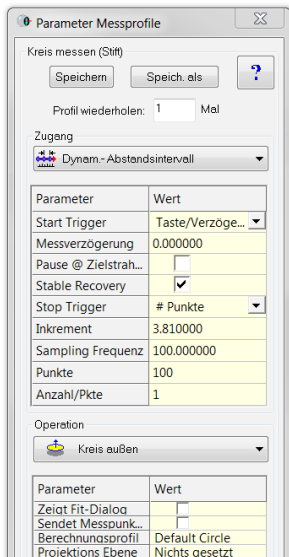 Parameter Messprofile
Kreis messen (Stift)
Speichern Speich. als ?
Profil wiederholen: 1 Mal
Zugang
Dynam.- Abstandsintervall
Parameter Wert
Start Trigger Taste/Verzöge...
Messverzögerung 0.000000
Pause @ Zielstrah...
Stable Recovery
Stop Trigger # Punkte
Inkrement 3.810000
Sampling Frequenz 100.000000
Punkte 100
Anzahl/Pkte 1
Operation
Kreis außen
Parameter Wert
Zeigt Fit-Dialog
Sendet Messpunk...
Berechnungsprofil Default Circle
Projektions Ebene Nichts gesetzt